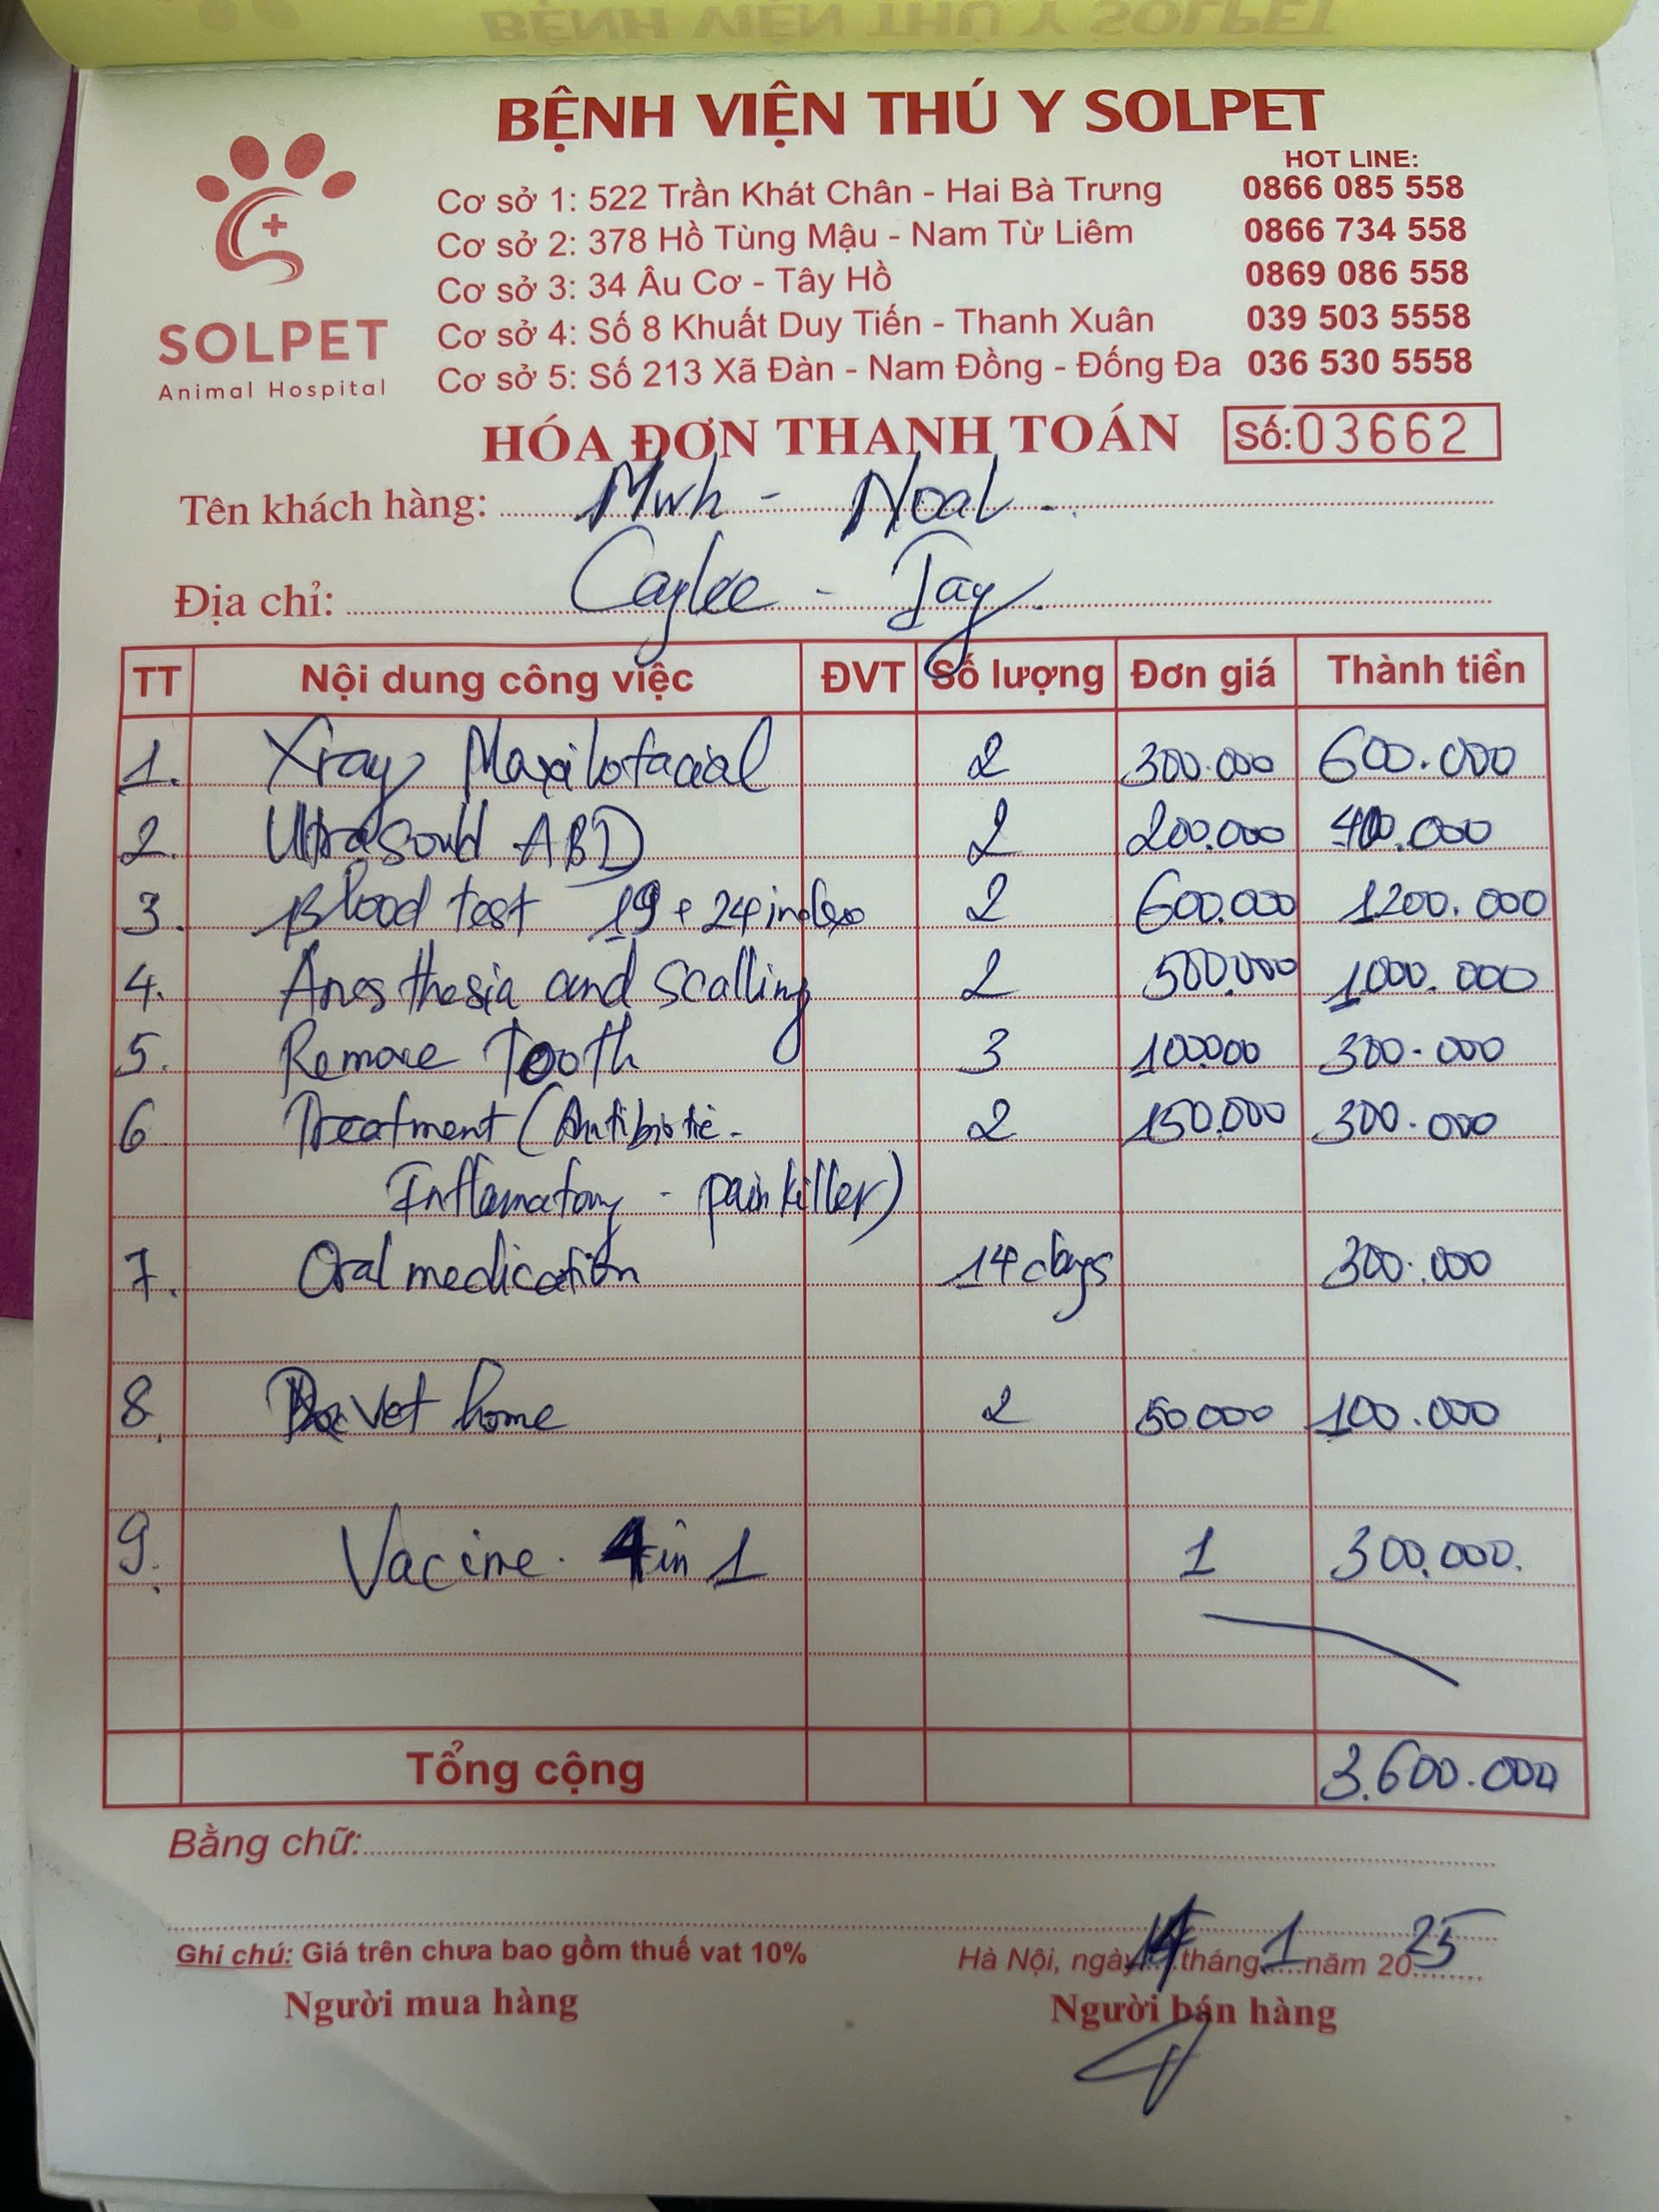 BỆNH VIỆN THÚ Y SOLPET
HOT LINE:
Cơ sở 1: 522 Trần Khát Chân - Hai Bà Trưng 0866 085 558
Cơ sở 2: 378 Hồ Tùng Mậu - Nam Từ Liêm 0866 734 558
Cơ sở 3: 34 Âu Cơ - Tây Hồ 0869 086 558
Cơ sở 4: Số 8 Khuất Duy Tiến - Thanh Xuân 039 503 5558
Cơ sở 5: Số 213 Xã Đàn - Nam Đồng - Đống Đa 036 530 5558
SOLPET
Animal Hospital
HÓA ĐƠN THANH TOÁN Số: 03662
Tên khách hàng: - Noal -
Địa chỉ: Caylee - Jay
TT Nội dung công việc ĐVT Số lượng Đơn giá Thành tiền
1. Xray Maxilofacial 2 300.000 600.000
2. Ultrasound ABD 2 200.000 400.000
3. Blood test 19 + 24 index 2 600.000 1200.000
4. Anesthesia and scalling 2 500.000 1000.000
5. Remove Tooth 3 100000 300.000
6 Treatment (Antibiotic - 2 150.000 300.000
Inflamatory - pain killer)
7. Oral medication 14 days 300.000
8. vet home 2 50.000 100.000
9. Vacine. 4 in 1 1 300.000.
Tổng cộng 3.600.000
Bằng chữ:
Ghi chú: Giá trên chưa bao gồm thuế vat 10% Hà Nội, ngày 14 tháng 1 năm 2025
Người mua hàng Người bán hàng